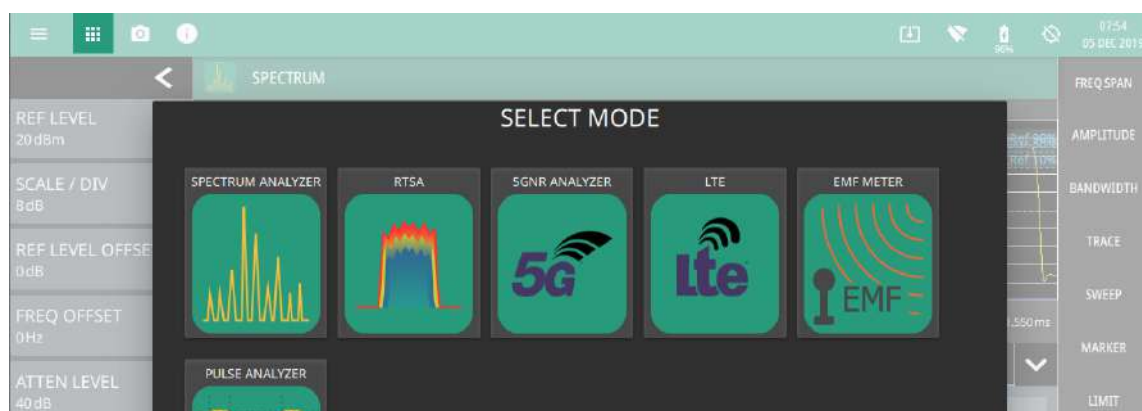 07:54
96%
05 DEC 2019
SPECTRUM
FREQ SPAN
SELECT MODE
REF LEVEL
20 dBm
AMPLITUDE
SPECTRUM ANALYZER
RTSA
5GNR ANALYZER
LTE
EMF METER
SCALE / DIV
8 dB
BANDWIDTH
REF LEVEL OFFSE
0 dB
TRACE
5G
Lte
EMF
SWEEP
FREQ OFFSET
0 Hz
.550 ms
MARKER
PULSE ANALYZER
ATTEN LEVEL
40 dB
LIMIT